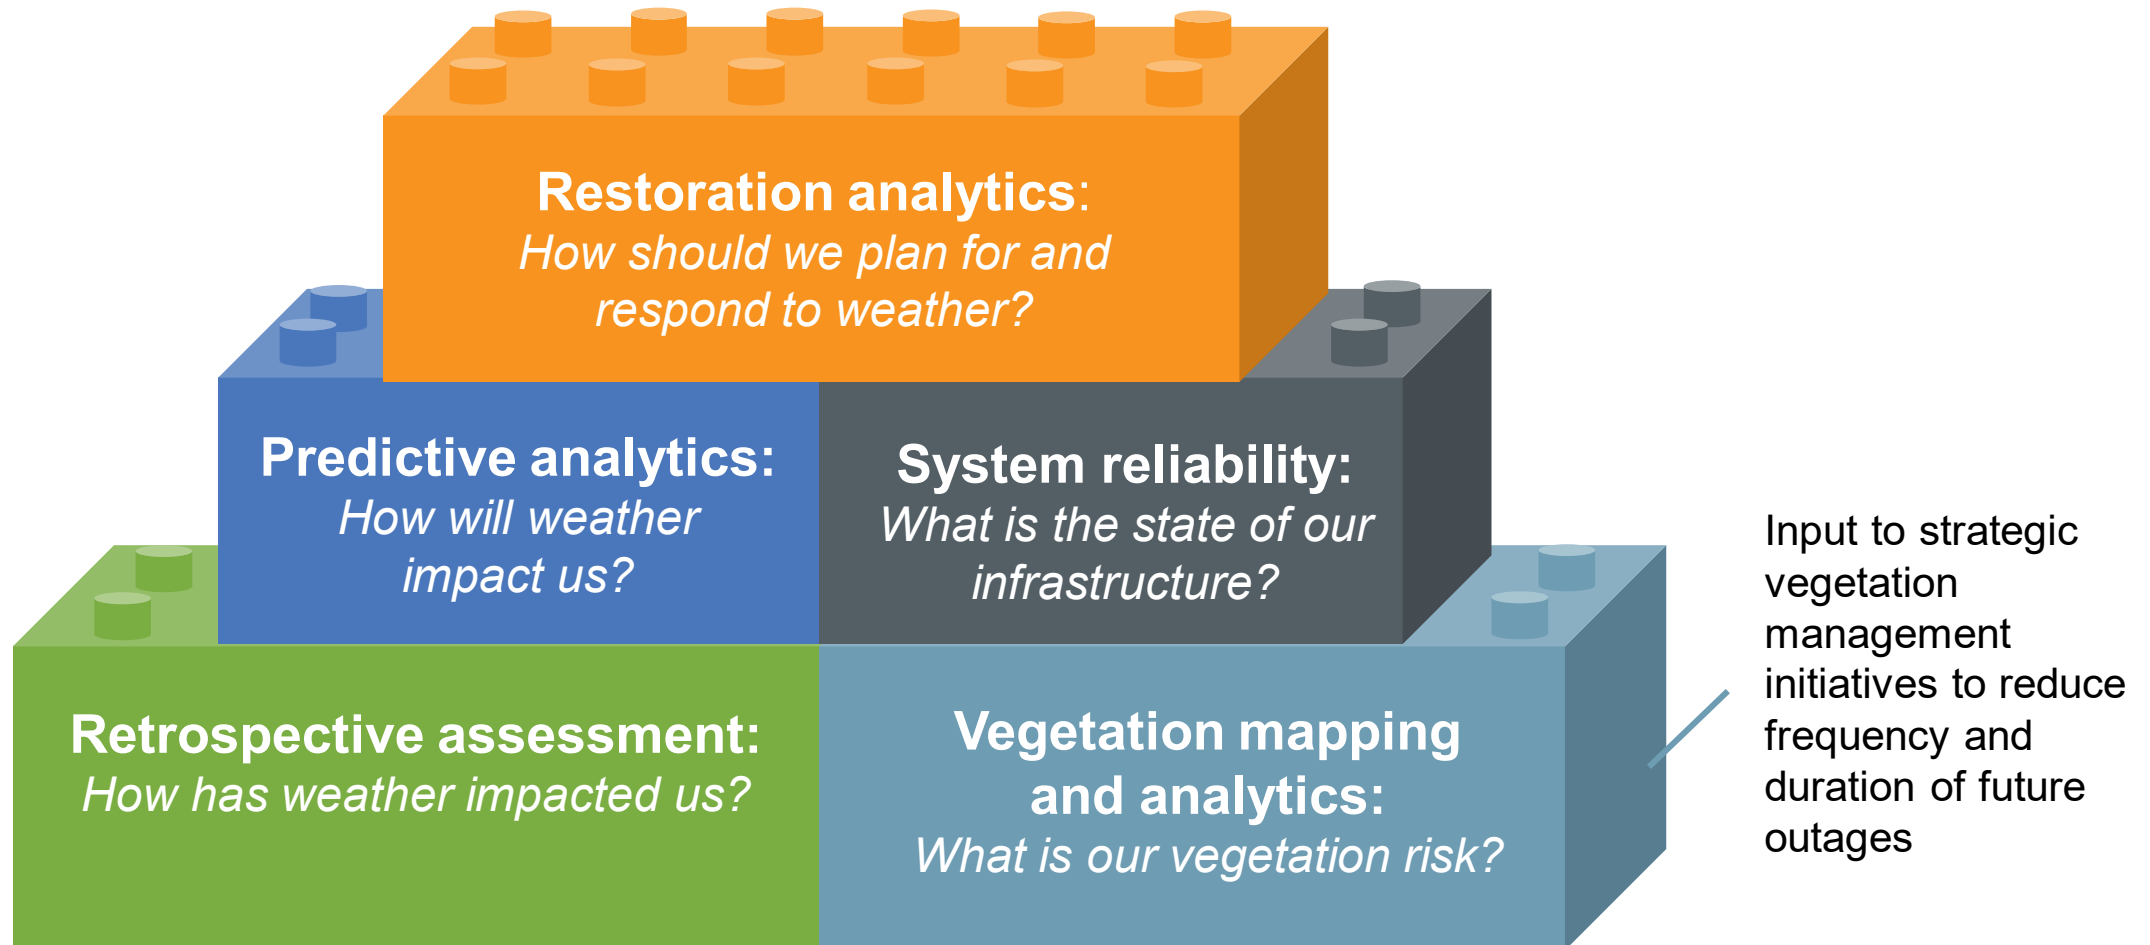 Restoration analytics:
How should we plan for and
respond to weather?
Predictive analytics:
How will weather
impact us?
System reliability:
What is the state of our
infrastructure?
Retrospective assessment:
How has weather impacted us?
Vegetation mapping
and analytics:
What is our vegetation risk?
Input to strategic
vegetation
management
initiatives to reduce
frequency and
duration of future
outages